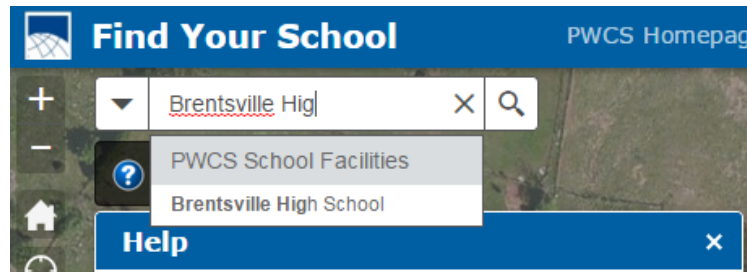 Find Your School
PWCS Homepag
Brentsville Hig
PWCS School Facilities
Brentsville High School
Help